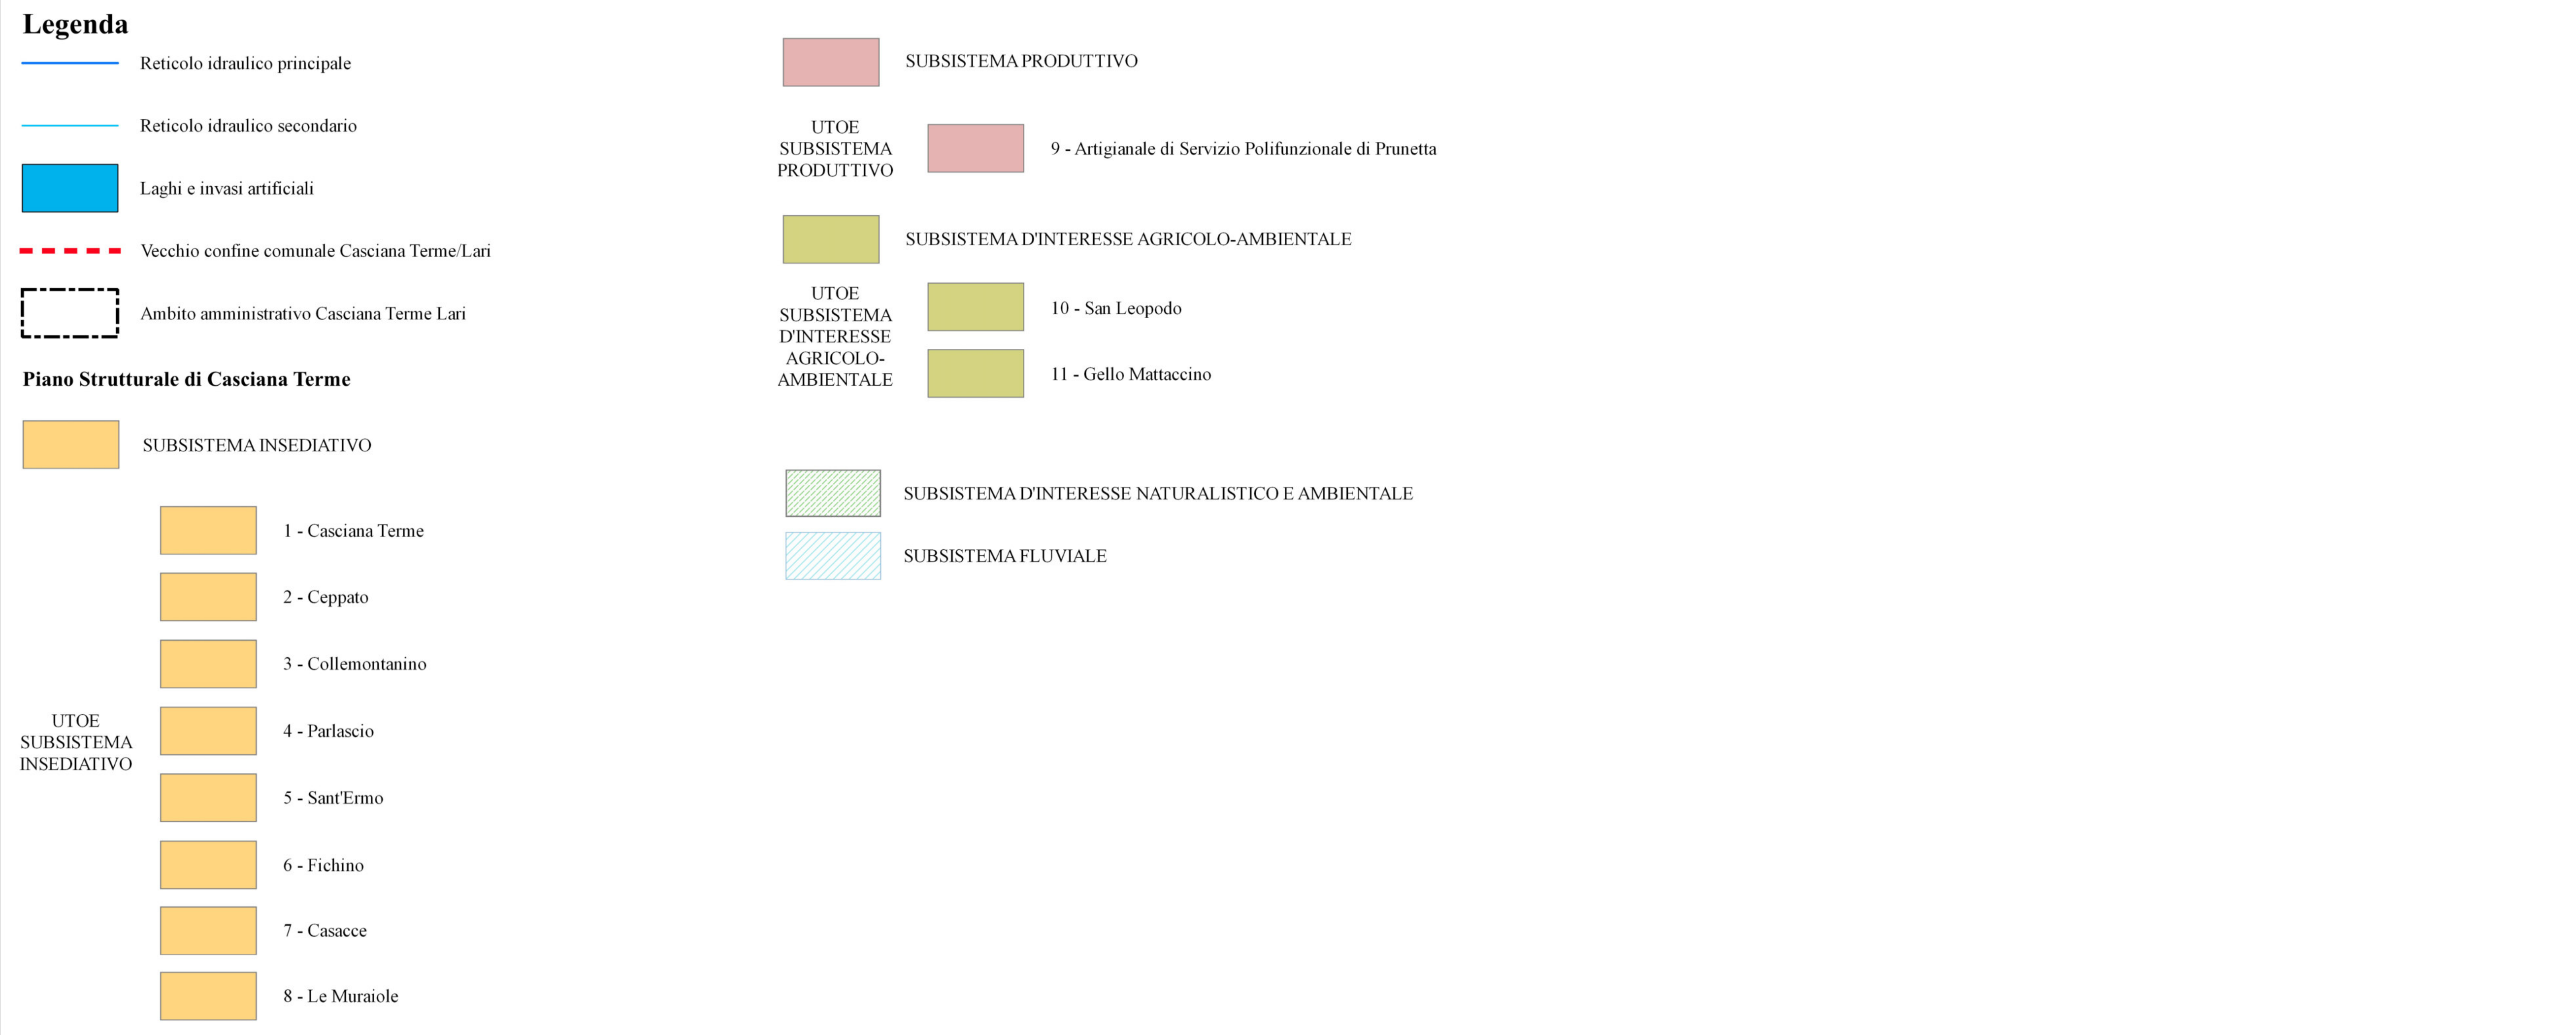 Legenda
Reticolo idraulico principale
Reticolo idraulico secondario
Laghi e invasi artificiali
Vecchio confine comunale Casciana Terme/Lari
Ambito amministrativo Casciana Terme Lari
Piano Strutturale di Casciana Terme
SUBSISTEMA INSEDIATIVO
UTOE
SUBSISTEMA
INSEDIATIVO
1 - Casciana Terme
2 - Ceppato
3 - Collemontanino
4 - Parlascio
5 - Sant'Ermo
6 - Fichino
7 - Casacce
8 - Le Muraiole
SUBSISTEMA PRODUTTIVO
UTOE
SUBSISTEMA
PRODUTTIVO
9 - Artigianale di Servizio Polifunzionale di Prunetta
SUBSISTEMA D'INTERESSE AGRICOLO-AMBIENTALE
UTOE
SUBSISTEMA
D'INTERESSE
AGRICOLO-
AMBIENTALE
10 - San Leopodo
11 - Gello Mattaccino
SUBSISTEMA D'INTERESSE NATURALISTICO E AMBIENTALE
SUBSISTEMA FLUVIALE